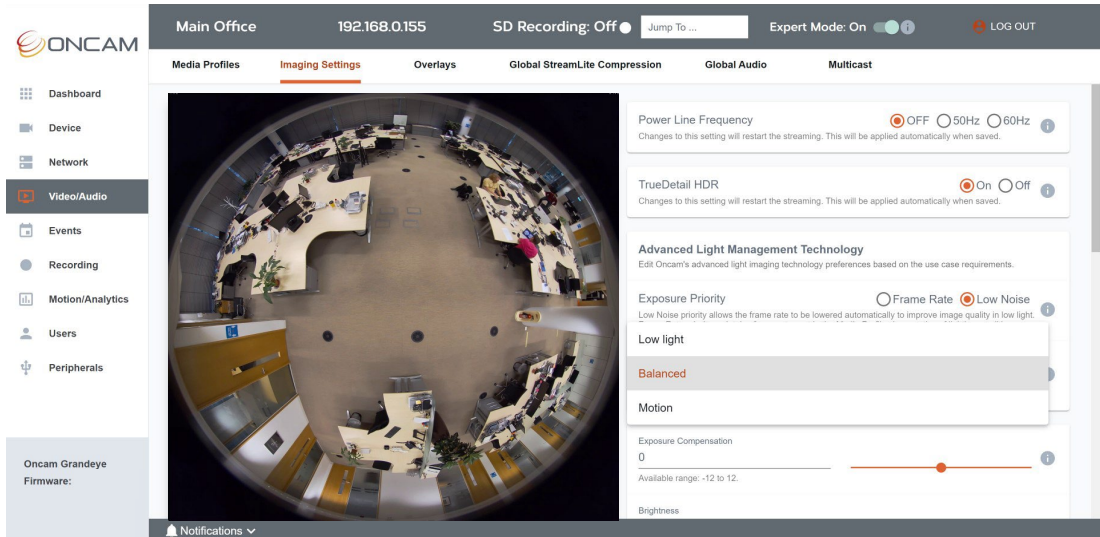 ONCAM
Main Office
192.168.0.155
SD Recording: Off
Jump To ...
Expert Mode: On
LOG OUT
Media Profiles
Imaging Settings
Overlays
Global StreamLite Compression
Global Audio
Multicast
Dashboard
Device
Network
Video/Audio
Events
Recording
Motion/Analytics
Users
Peripherals
Oncam Grandeye
Firmware:
Power Line Frequency
OFF 50Hz 60Hz
Changes to this setting will restart the streaming. This will be applied automatically when saved.
TrueDetail HDR
On Off
Changes to this setting will restart the streaming. This will be applied automatically when saved.
Advanced Light Management Technology
Edit Oncam's advanced light imaging technology preferences based on the use case requirements.
Exposure Priority
Frame Rate Low Noise
Low Noise priority allows the frame rate to be lowered automatically to improve image quality in low light.
Low light
Balanced
Motion
Exposure Compensation
0
Available range: -12 to 12.
Brightness
Notifications